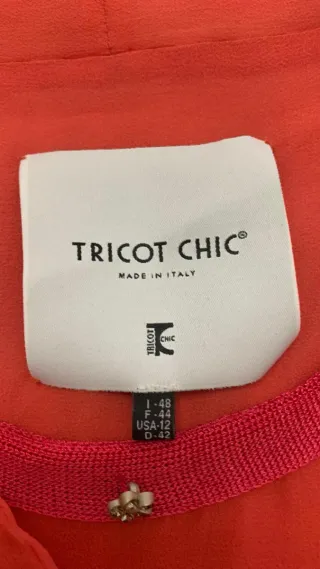 TRICOT CHIC®
MADE IN ITALY
TRICOT CHIC
I - 48
F - 44
USA-12
D - 42